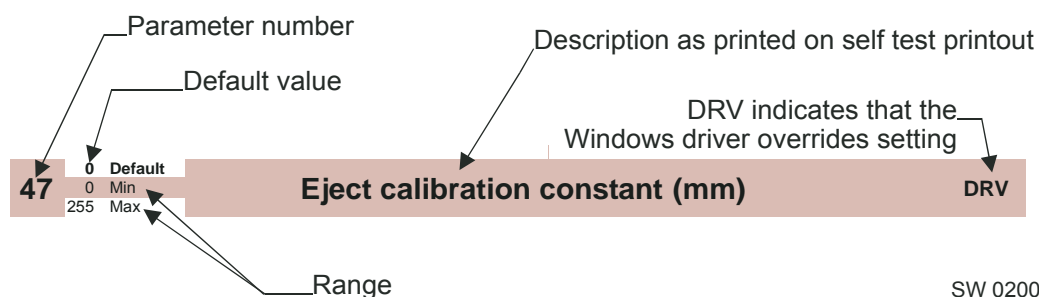 Parameter number
Description as printed on self test printout
Default value
DRV indicates that the
Windows driver overrides setting
47
0 Default
0 Min
255 Max
Eject calibration constant (mm)
DRV
Range
SW 0200